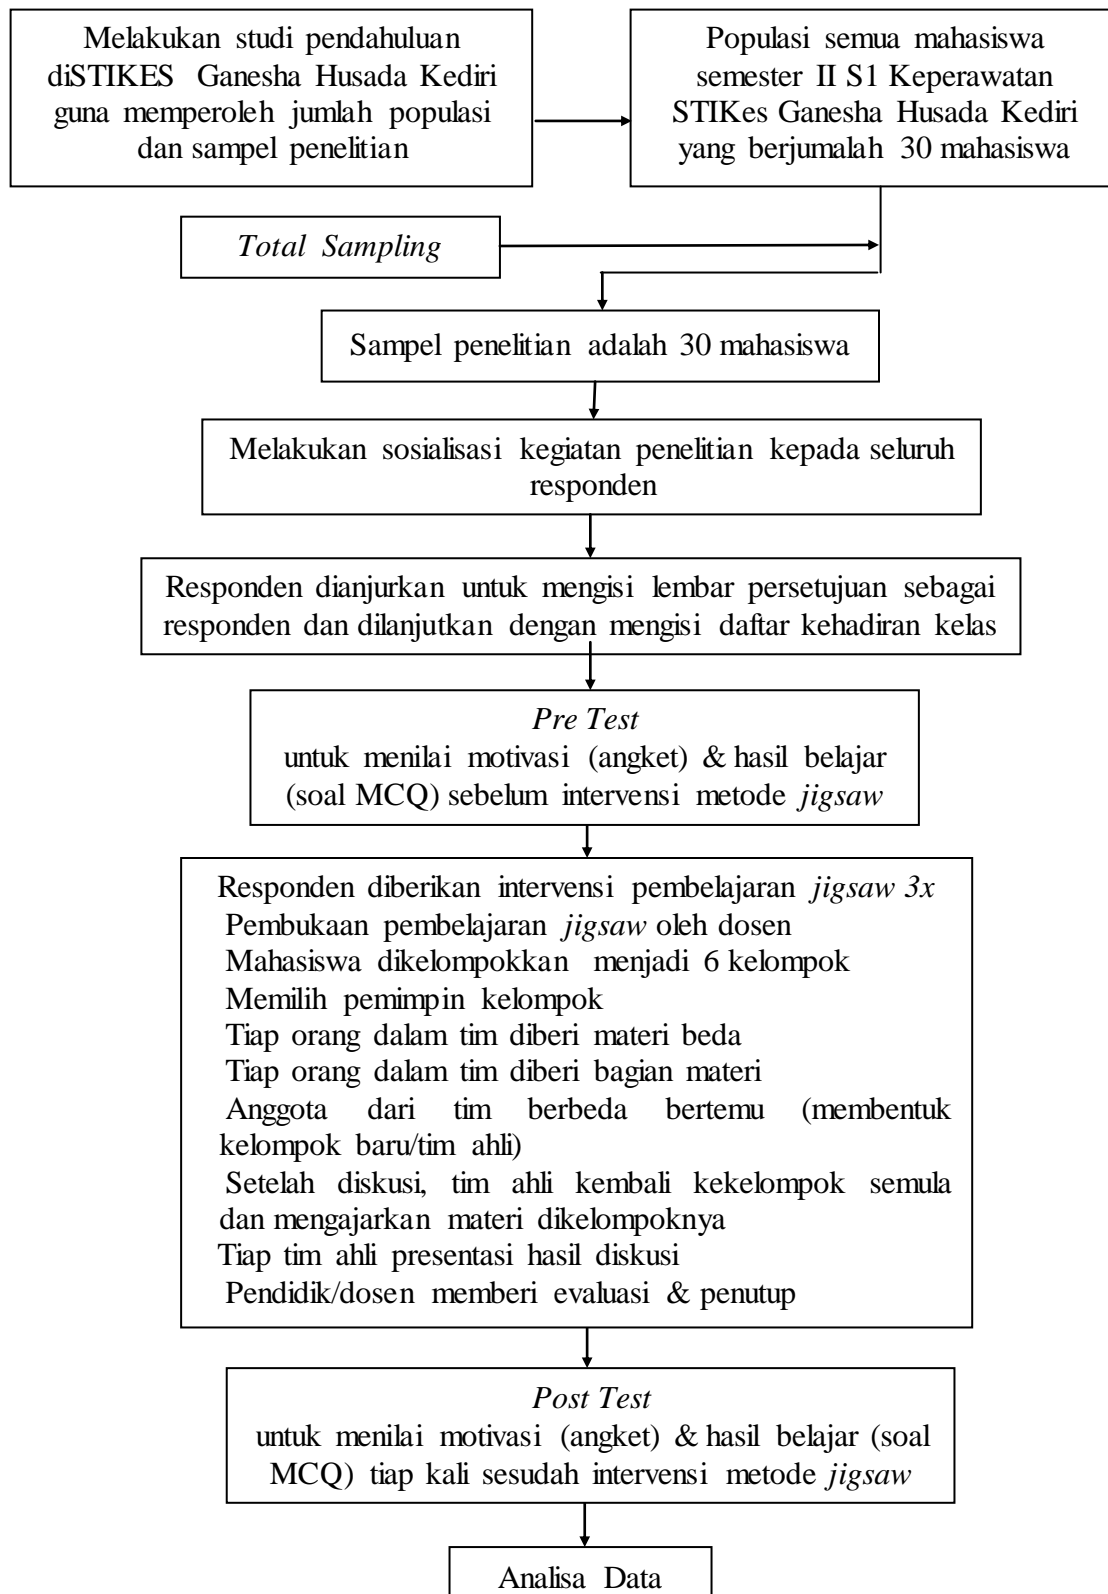 Melakukan studi pendahuluan
diSTIKES Ganesha Husada Kediri
guna memperoleh jumlah populasi
dan sampel penelitian
Populasi semua mahasiswa
semester II S1 Keperawatan
STIKes Ganesha Husada Kediri
yang berjumalah 30 mahasiswa
Total Sampling
Sampel penelitian adalah 30 mahasiswa
Melakukan sosialisasi kegiatan penelitian kepada seluruh
responden
Responden dianjurkan untuk mengisi lembar persetujuan sebagai
responden dan dilanjutkan dengan mengisi daftar kehadiran kelas
Pre Test
untuk menilai motivasi (angket) & hasil belajar
(soal MCQ) sebelum intervensi metode jigsaw
Responden diberikan intervensi pembelajaran jigsaw 3x
Pembukaan pembelajaran jigsaw oleh dosen
Mahasiswa dikelompokkan menjadi 6 kelompok
Memilih pemimpin kelompok
Tiap orang dalam tim diberi materi beda
Tiap orang dalam tim diberi bagian materi
Anggota dari tim berbeda bertemu (membentuk
kelompok baru/tim ahli)
Setelah diskusi, tim ahli kembali kekelompok semula
dan mengajarkan materi dikelompoknya
Tiap tim ahli presentasi hasil diskusi
Pendidik/dosen memberi evaluasi & penutup
Post Test
untuk menilai motivasi (angket) & hasil belajar (soal
MCQ) tiap kali sesudah intervensi metode jigsaw
Analisa Data